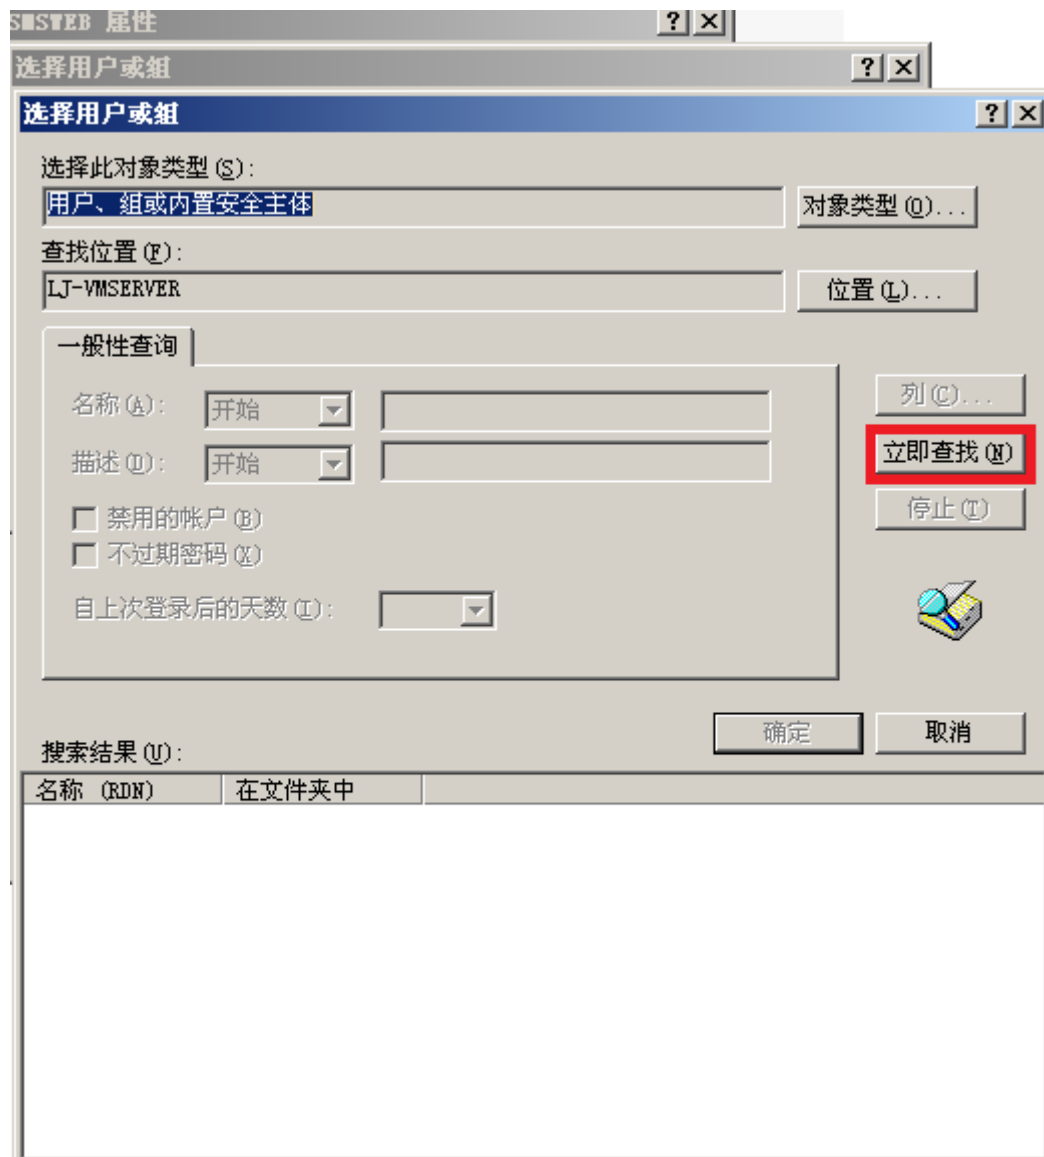 属性
选择用户或组
选择用户或组
选择此对象类型(S):
用户、组或内置安全主体
对象类型(O)...
查找位置(F):
LJ-VMSERVER
位置(L)...
一般性查询
名称(A):
开始
列(C)...
描述(D):
开始
立即查找(N)
禁用的帐户(B)
停止(T)
不过期密码(X)
自上次登录后的天数(I):
确定
取消
搜索结果(U):
名称 (RDN)
在文件夹中